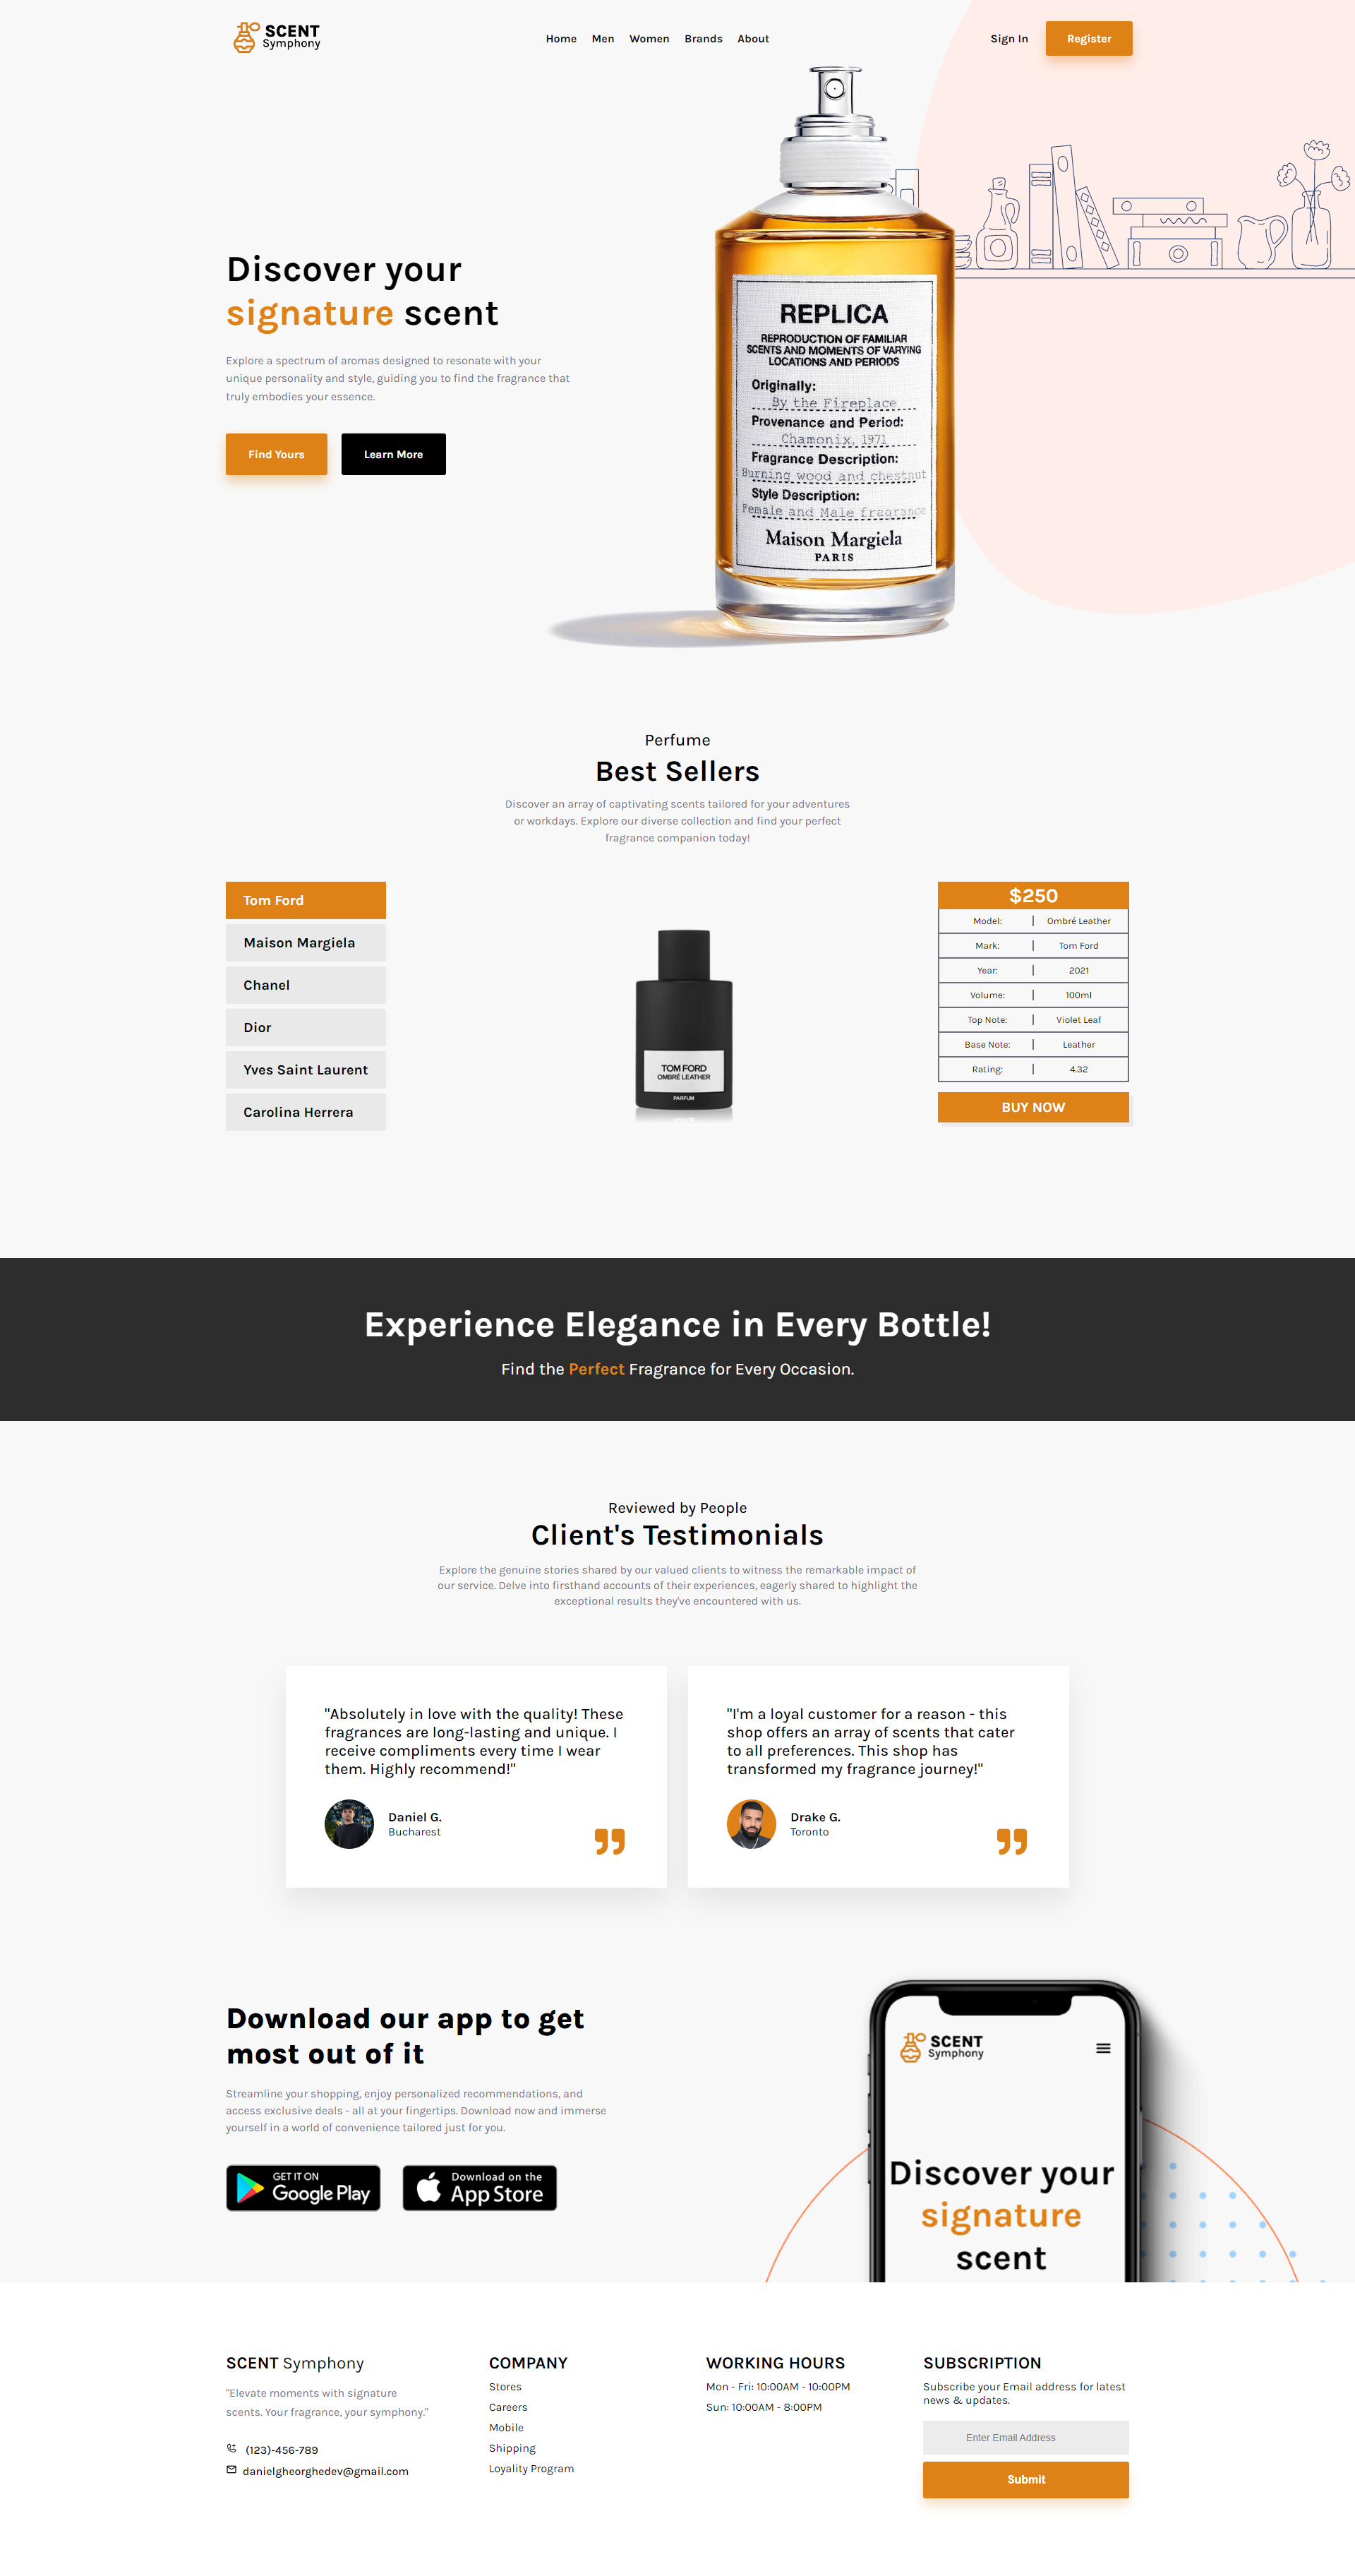 SCENT
Symphony
Home Men Women Brands About
Sign In
Register
Discover your
signature scent
Explore a spectrum of aromas designed to resonate with your
unique personality and style, guiding you to find the fragrance that
truly embodies your essence.
Find Yours
Learn More
REPLICA
REPRODUCTION OF FAMILIAR
SCENTS AND MOMENTS OF VARYING
LOCATIONS AND PERIODS
Originally:
By the Fireplace
Provenance and Period:
Chamonix, 1971
Fragrance Description:
Burning wood and chestnut
Style Description:
Female and Male fragrance
Maison Margiela
PARIS
Perfume
Best Sellers
Discover an array of captivating scents tailored for your adventures
or workdays. Explore our diverse collection and find your perfect
fragrance companion today!
Tom Ford
Maison Margiela
Chanel
Dior
Yves Saint Laurent
Carolina Herrera
TOM FORD
OMBRÉ LEATHER
PARFUM
$250
Model: | Ombré Leather
Mark: | Tom Ford
Year: | 2021
Volume: | 100ml
Top Note: | Violet Leaf
Base Note: | Leather
Rating: | 4.32
BUY NOW
Experience Elegance in Every Bottle!
Find the Perfect Fragrance for Every Occasion.
Reviewed by People
Client's Testimonials
Explore the genuine stories shared by our valued clients to witness the remarkable impact of
our service. Delve into firsthand accounts of their experiences, eagerly shared to highlight the
exceptional results they've encountered with us.
"Absolutely in love with the quality! These
fragrances are long-lasting and unique. I
receive compliments every time I wear
them. Highly recommend!"
Daniel G.
Bucharest
"I'm a loyal customer for a reason - this
shop offers an array of scents that cater
to all preferences. This shop has
transformed my fragrance journey!"
Drake G.
Toronto
Download our app to get
most out of it
Streamline your shopping, enjoy personalized recommendations, and
access exclusive deals - all at your fingertips. Download now and immerse
yourself in a world of convenience tailored just for you.
GET IT ON
Google Play
Download on the
App Store
SCENT
Symphony
Discover your
signature
scent
SCENT Symphony
"Elevate moments with signature
scents. Your fragrance, your symphony."
(123)-456-789
danielgheorghedev@gmail.com
COMPANY
Stores
Careers
Mobile
Shipping
Loyality Program
WORKING HOURS
Mon - Fri: 10:00AM - 10:00PM
Sun: 10:00AM - 8:00PM
SUBSCRIPTION
Subscribe your Email address for latest
news & updates.
Enter Email Address
Submit